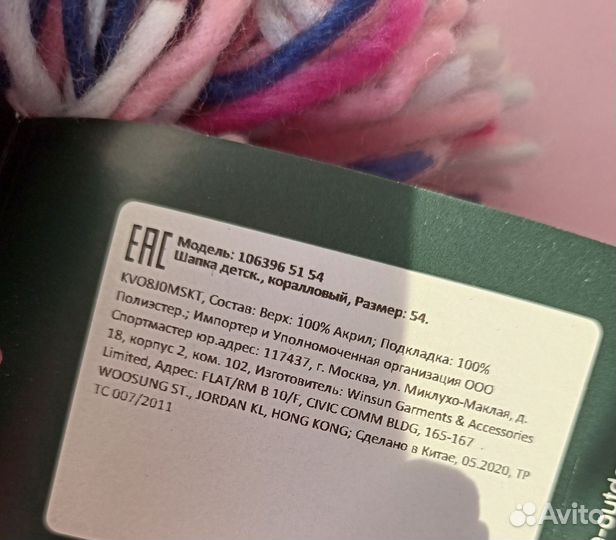 EAC
Модель: 106396 51 54
Шапка детск., коралловый, Размер: 54.
KVO8J0MSKT, Состав: Верх: 100% Акрил; Подкладка: 100%
Полиэстер.; Импортер и Уполномоченная организация ООО
Спортмастер юр.адрес: 117437, г. Москва, ул. Миклухо-Маклая, д.
18, корпус 2, ком. 102, Изготовитель: Winsun Garments & Accessories
Limited, Адрес: FLAT/RM B 10/F, CIVIC COMM BLDG, 165-167
WOOSUNG ST., JORDAN KL, HONG KONG; Сделано в Китае, 05.2020, ТР
ТС 007/2011
Avito